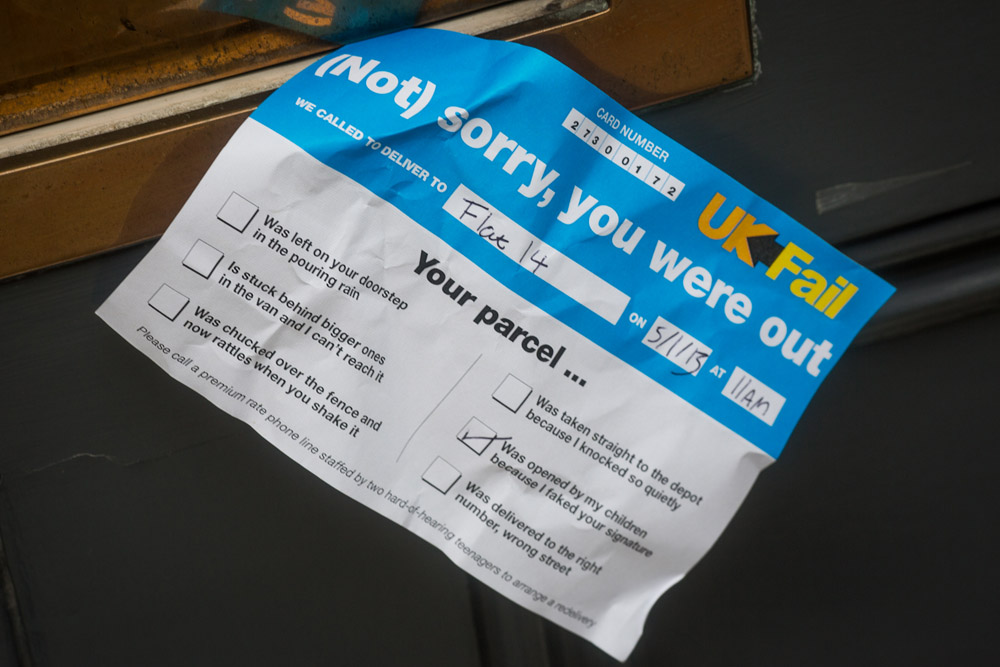 (Not) sorry, you were out
CARD NUMBER
27300172
UK Fail
WE CALLED TO DELIVER TO
Flat 14
ON
5/1/13
AT
11AM
Your parcel ...
Was left on your doorstep
in the pouring rain
Is stuck behind bigger ones
in the van and I can't reach it
Was chucked over the fence and
now rattles when you shake it
Was taken straight to the depot
because I knocked so quietly
Was opened by my children
because I faked your signature
Was delivered to the right
number, wrong street
Please call a premium rate phone line staffed by two hard-of-hearing teenagers to arrange a redelivery